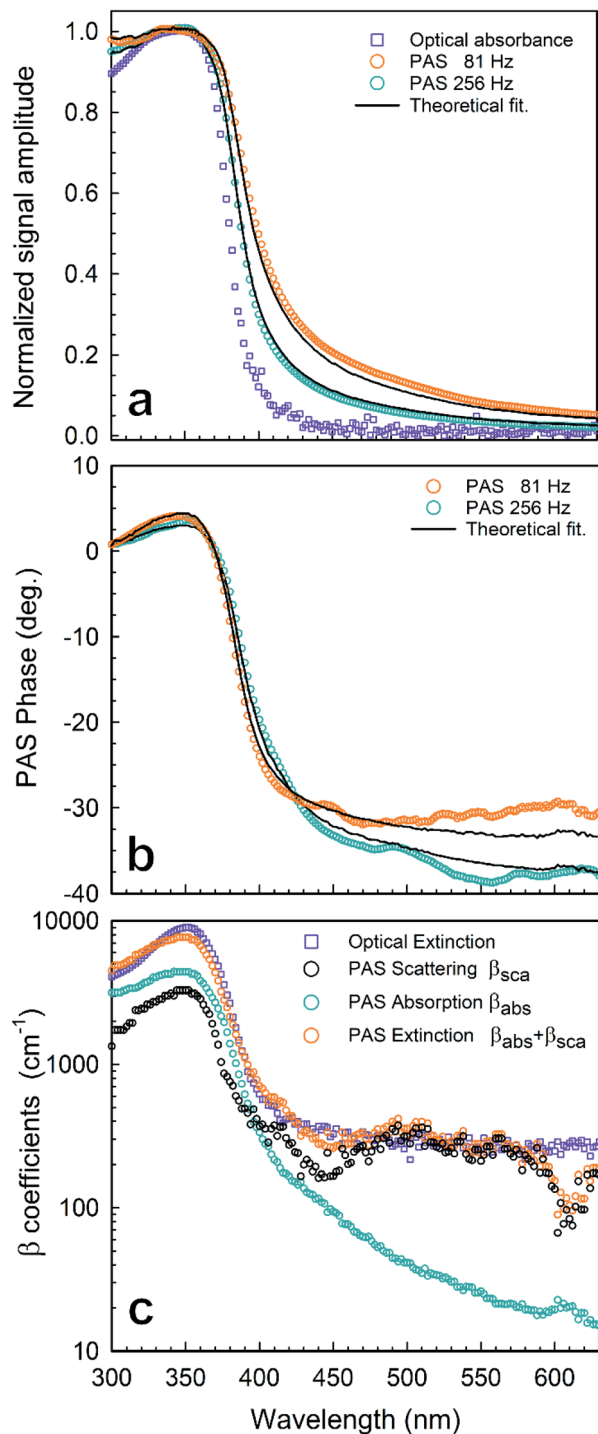 1.0
0.8
0.6
0.4
0.2
0.0
Normalized signal amplitude
Optical absorbance
PAS 81 Hz
PAS 256 Hz
Theoretical fit.
a
10
0
-10
-20
-30
-40
PAS Phase (deg.)
PAS 81 Hz
PAS 256 Hz
Theoretical fit.
b
10000
1000
100
10
β coefficients (cm⁻¹)
Optical Extinction
PAS Scattering βsca
PAS Absorption βabs
PAS Extinction βabs+βsca
c
300 350 400 450 500 550 600
Wavelength (nm)